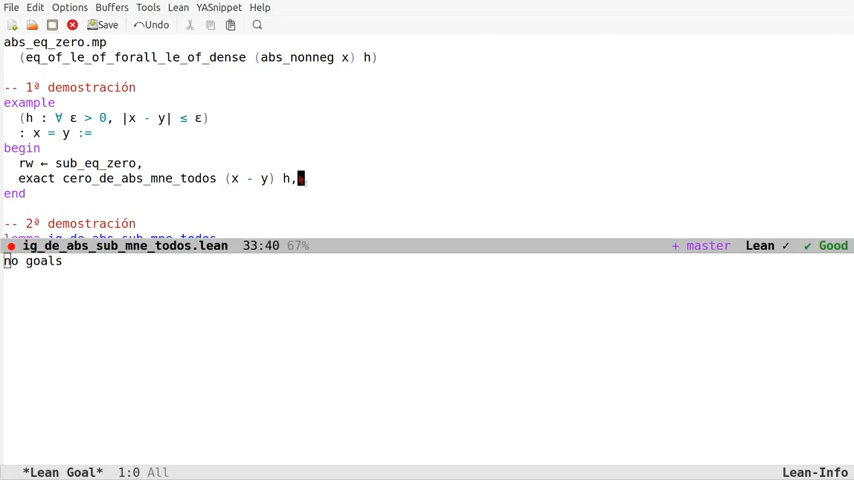 File Edit Options Buffers Tools Lean YASnippet Help
Save Undo
abs_eq_zero.mp
(eq_of_le_of_forall_le_of_dense (abs_nonneg x) h)
-- 1ª demostración
example
(h : ∀ ε > 0, |x - y| ≤ ε)
: x = y :=
begin
rw ← sub_eq_zero,
exact cero_de_abs_mne_todos (x - y) h,
end
-- 2ª demostración
lemma ig_de_abs_sub_mne_todos
ig_de_abs_sub_mne_todos.lean 33:40 67% + master Lean ✓ ✔ Good
no goals
*Lean Goal* 1:0 All Lean-Info